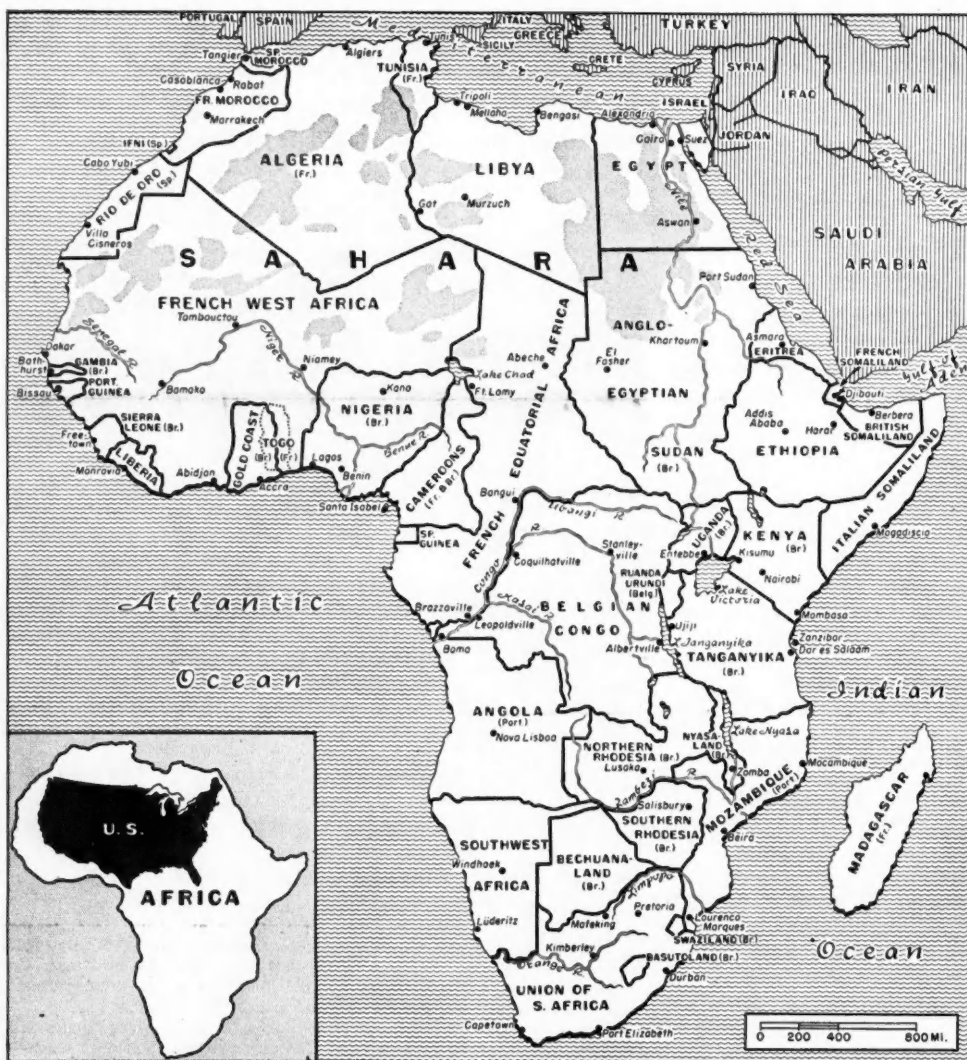 PORTUGAL
SPAIN
ITALY
GREECE
TURKEY
SICILY
CRETE
CYPRUS
SYRIA
IRAQ
IRAN
ISRAEL
JORDAN
SAUDI
ARABIA
Mediterranean
Persian Gulf
Red Sea
Gulf Aden
Tangier
SP. MOROCCO
Casablanca
Rabat
FR. MOROCCO
Marrakech
IFNI (Sp.)
Cabo Yubi
RIO DE ORO (Sp.)
Villa
Cisneros
Algiers
ALGERIA
(Fr.)
Tunis
TUNISIA
(Fr.)
Tripoli
Mellaha
Bengasi
LIBYA
Gat
Murzuch
Alexandria
Cairo
Suez
EGYPT
Nile
Aswan
SAHARA
FRENCH WEST AFRICA
Tombouctou
Senegal R.
Dakar
Bathhurst
GAMBIA
(Br.)
PORT.
GUINEA
Bissau
Bamako
Niger
Niamey
SIERRA
LEONE (Br.)
Freetown
LIBERIA
Monrovia
Abidjan
GOLD COAST
(Br.)
TOGO
(Fr.)
Accra
Kano
NIGERIA
(Br.)
Benue R.
Lagos
Benin
Santa Isabel
CAMEROONS
(Fr. & Br.)
SP.
GUINEA
Lake Chad
Ft. Lamy
Abeche
FRENCH EQUATORIAL AFRICA
Bangui
Ubangi R.
Port Sudan
ANGLO-
Khartoum
El
Fasher
EGYPTIAN
SUDAN
(Br.)
Asmara
ERITREA
FRENCH
SOMALILAND
Djibouti
Berbera
BRITISH
SOMALILAND
Addis
Ababa
Harar
ETHIOPIA
ITALIAN SOMALILAND
Mogadiscio
UGANDA
(Br.)
Entebbe
KENYA
(Br.)
Kisumu
Nairobi
Lake
Victoria
Mombasa
Zanzibar
Dar es Salaam
Congo R.
Coquilhatville
Stanley-
ville
RUANDA
URUNDI
(Belg.)
BELGIAN
CONGO
Kasai R.
Brazzaville
Leopoldville
Boma
Ujiji
L. Tanganyika
Albertville
TANGANYIKA
(Br.)
Atlantic
Ocean
Indian
Ocean
ANGOLA
(Port.)
Nova Lisboa
NORTHERN
RHODESIA (Br.)
Lusaka
NYASA-
LAND
(Br.)
Lake Nyasa
Zomba
Mocambique
MOZAMBIQUE (Port.)
Zambezi R.
Salisbury
SOUTHERN
RHODESIA
(Br.)
Beira
MADAGASCAR
(Fr.)
SOUTHWEST
AFRICA
Windhoek
Lüderitz
BECHUANA-
LAND
(Br.)
Limpopo
Mafeking
Pretoria
Lourenco
Marques
SWAZILAND (Br.)
Kimberley
BASUTOLAND (Br.)
Orange R.
Durban
UNION OF
S. AFRICA
Capetown
Port Elizabeth
U. S.
AFRICA
0 200 400 800 MI.